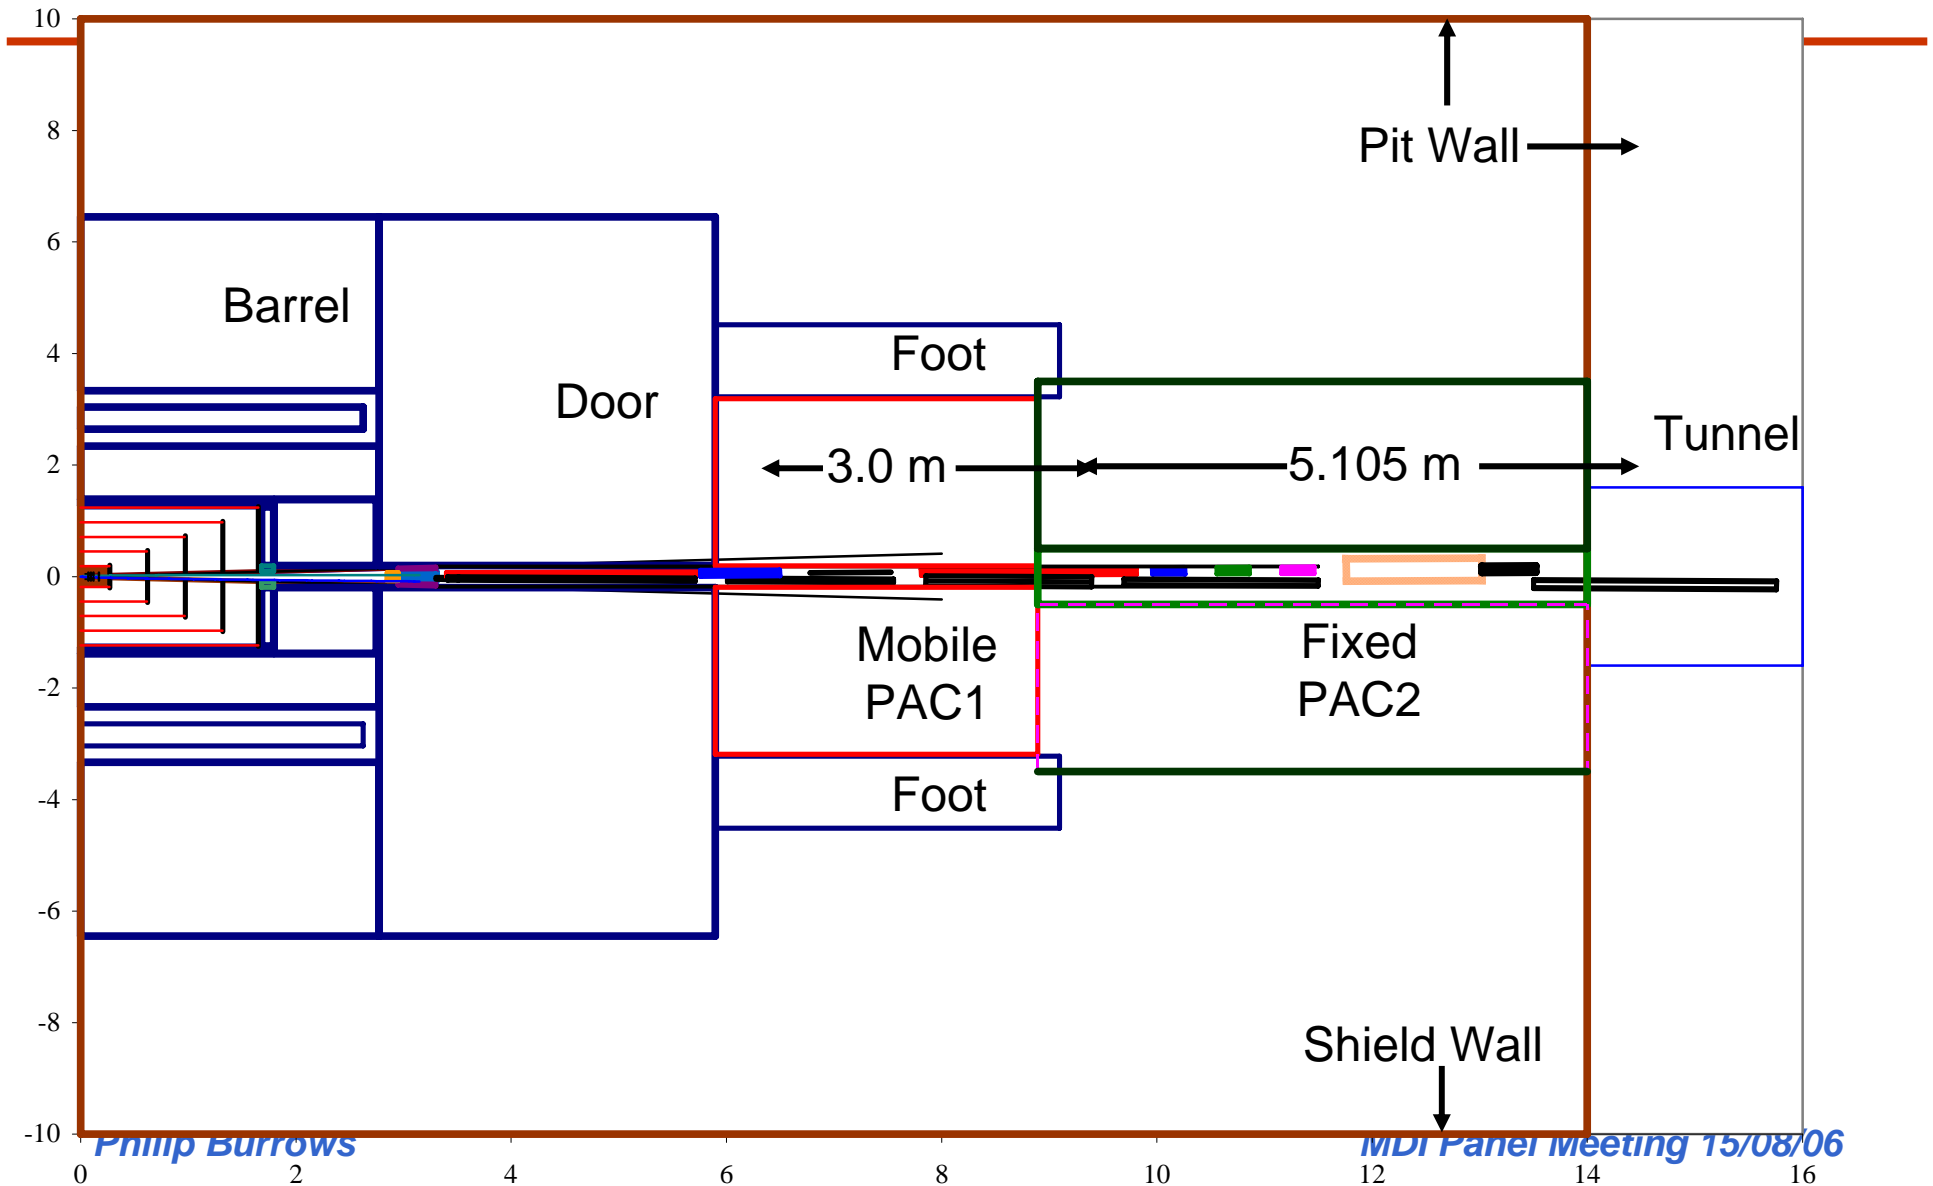 10
8
Pit Wall
6
Barrel
4
Foot
Door
Tunnel
2
3.0 m
5.105 m
0
Mobile
PAC1
Fixed
PAC2
-2
-4
Foot
-6
-8
Shield Wall
-10
Philip Burrows
MDI Panel Meeting 15/08/06
0 2 4 6 8 10 12 14 16